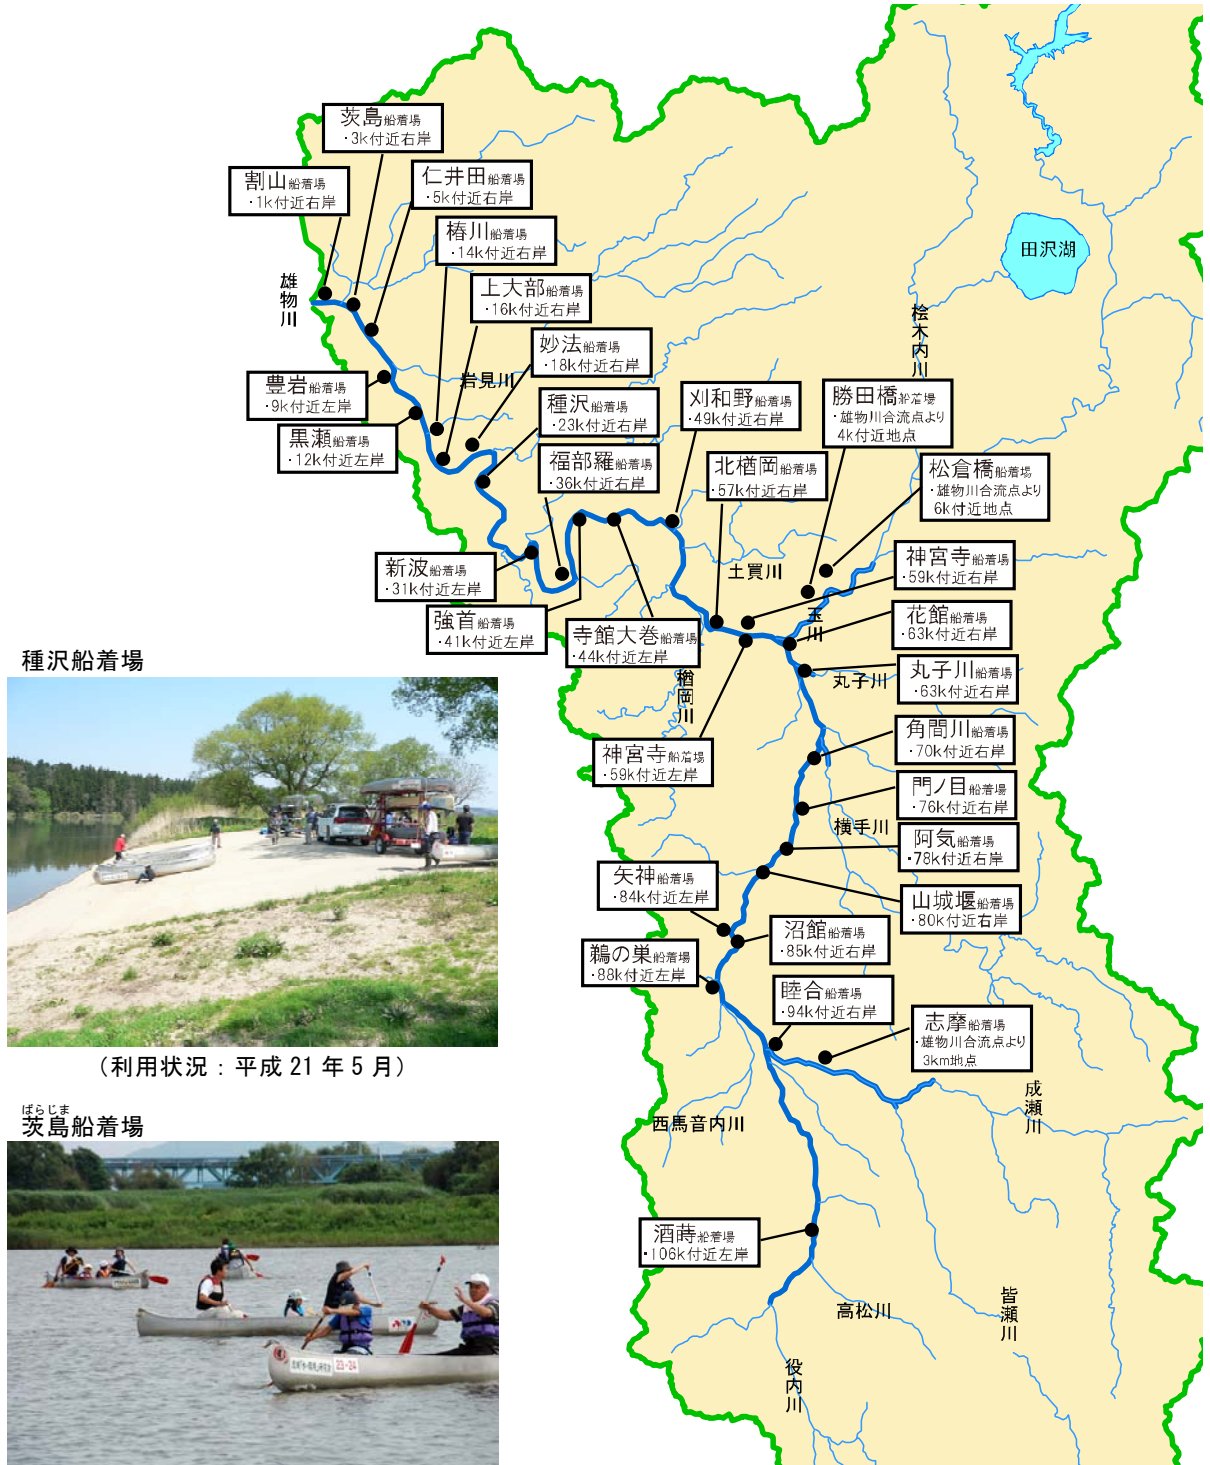 茨島船着場
・3k付近右岸
割山船着場
・1k付近右岸
仁井田船着場
・5k付近右岸
椿川船着場
・14k付近右岸
上大部船着場
・16k付近右岸
妙法船着場
・18k付近右岸
雄物川
岩見川
田沢湖
桧木内川
豊岩船着場
・9k付近左岸
黒瀬船着場
・12k付近左岸
種沢船着場
・23k付近右岸
福部羅船着場
・36k付近右岸
刈和野船着場
・49k付近右岸
北楢岡船着場
・57k付近右岸
勝田橋船着場
・雄物川合流点より
4k付近地点
松倉橋船着場
・雄物川合流点より
6k付近地点
新波船着場
・31k付近左岸
強首船着場
・41k付近左岸
寺館大巻船着場
・44k付近左岸
土買川
玉川
神宮寺船着場
・59k付近右岸
花館船着場
・63k付近右岸
丸子川
丸子川船着場
・63k付近右岸
楢岡川
神宮寺船着場
・59k付近左岸
角間川船着場
・70k付近右岸
門ノ目船着場
・76k付近右岸
横手川
阿気船着場
・78k付近右岸
矢神船着場
・84k付近左岸
山城堰船着場
・80k付近右岸
沼館船着場
・85k付近右岸
鵜の巣船着場
・88k付近左岸
睦合船着場
・94k付近右岸
志摩船着場
・雄物川合流点より
3km地点
成瀬川
西馬音内川
酒蒔船着場
・106k付近左岸
高松川
皆瀬川
役内川
種沢船着場
（利用状況：平成21年5月）
ばらじま
茨島船着場
23-24